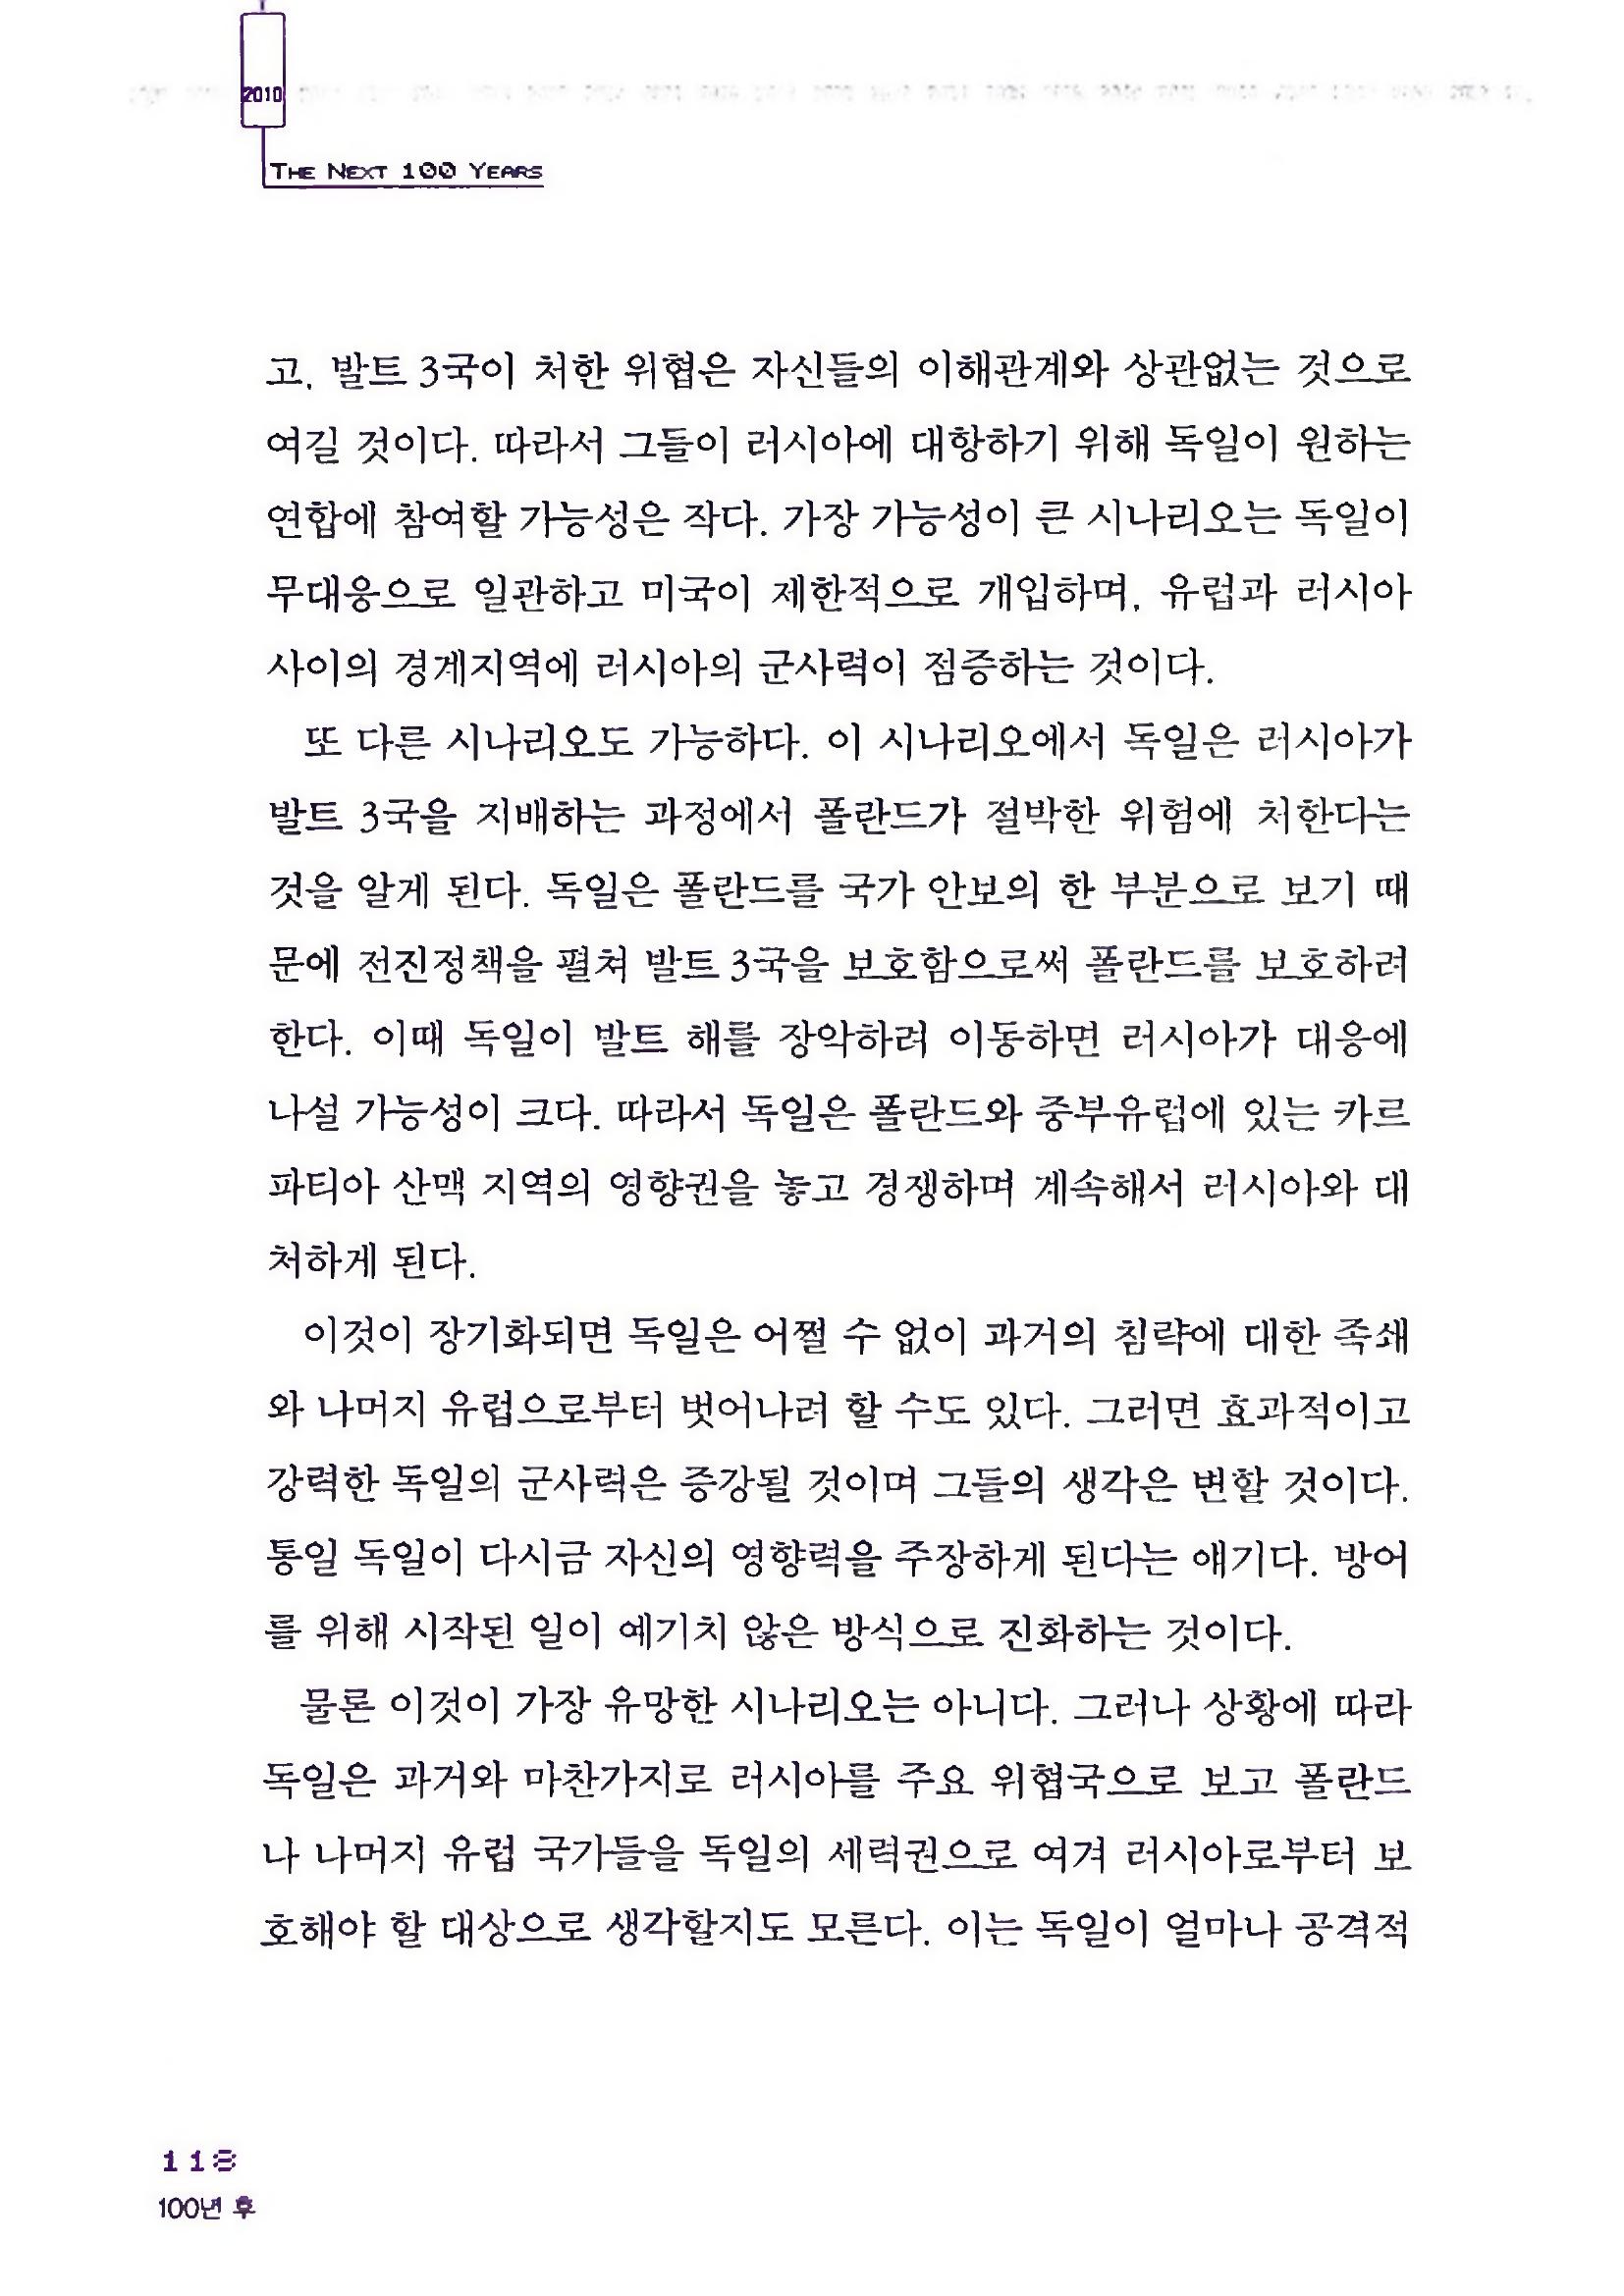 2010
THE NEXT 100 YEARS
고, 발트 3국이 처한 위협은 자신들의 이해관계와 상관없는 것으로
여길 것이다. 따라서 그들이 러시아에 대항하기 위해 독일이 원하는
연합에 참여할 가능성은 작다. 가장 가능성이 큰 시나리오는 독일이
무대응으로 일관하고 미국이 제한적으로 개입하며, 유럽과 러시아
사이의 경계지역에 러시아의 군사력이 점증하는 것이다.
또 다른 시나리오도 가능하다. 이 시나리오에서 독일은 러시아가
발트 3국을 지배하는 과정에서 폴란드가 절박한 위험에 처한다는
것을 알게 된다. 독일은 폴란드를 국가 안보의 한 부분으로 보기 때
문에 전진정책을 펼쳐 발트 3국을 보호함으로써 폴란드를 보호하려
한다. 이때 독일이 발트 해를 장악하려 이동하면 러시아가 대응에
나설 가능성이 크다. 따라서 독일은 폴란드와 중부유럽에 있는 카르
파티아 산맥 지역의 영향권을 놓고 경쟁하며 계속해서 러시아와 대
처하게 된다.
이것이 장기화되면 독일은 어쩔 수 없이 과거의 침략에 대한 족쇄
와 나머지 유럽으로부터 벗어나려 할 수도 있다. 그러면 효과적이고
강력한 독일의 군사력은 증강될 것이며 그들의 생각은 변할 것이다.
통일 독일이 다시금 자신의 영향력을 주장하게 된다는 얘기다. 방어
를 위해 시작된 일이 예기치 않은 방식으로 진화하는 것이다.
물론 이것이 가장 유망한 시나리오는 아니다. 그러나 상황에 따라
독일은 과거와 마찬가지로 러시아를 주요 위협국으로 보고 폴란드
나 나머지 유럽 국가들을 독일의 세력권으로 여겨 러시아로부터 보
호해야 할 대상으로 생각할지도 모른다. 이는 독일이 얼마나 공격적
118
100년 후